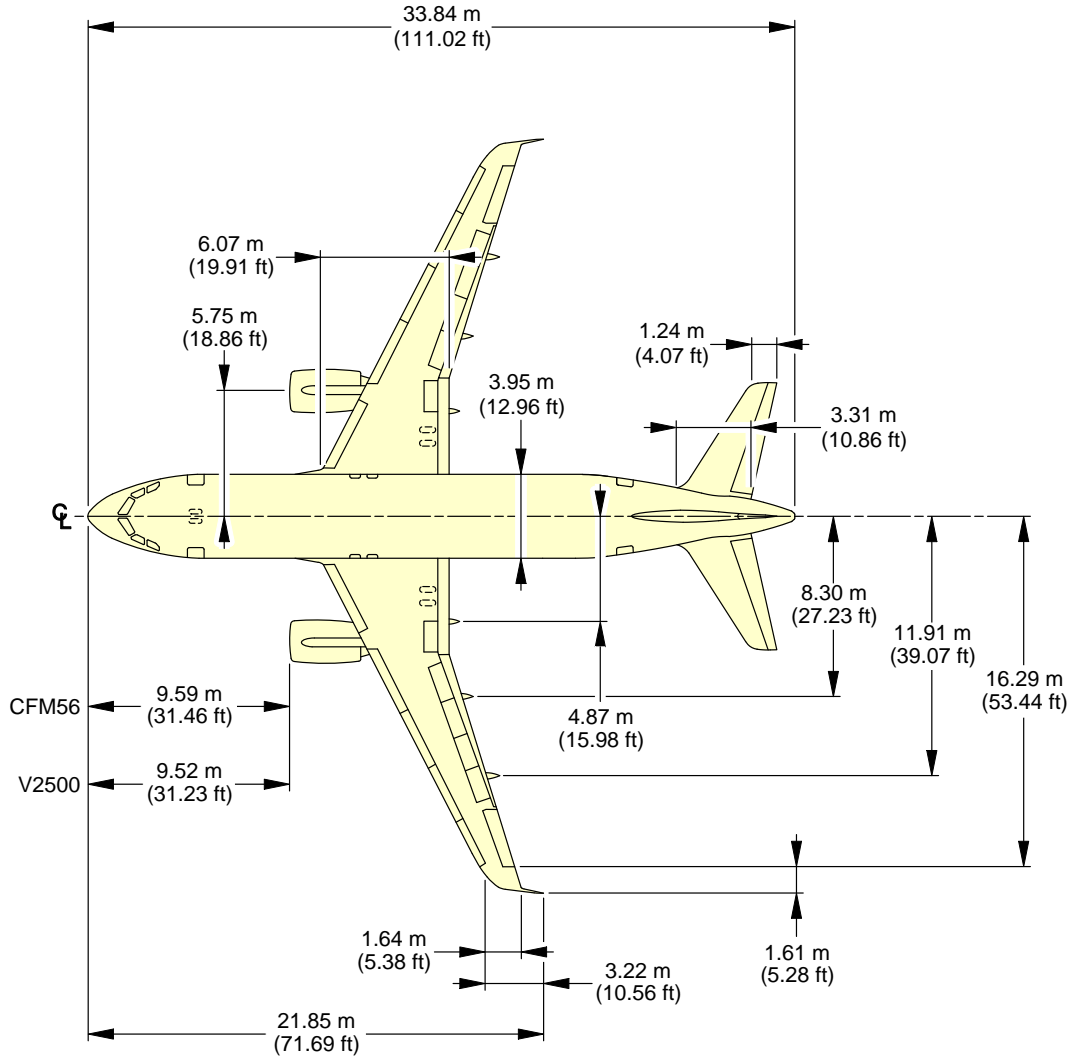 33.84 m
(111.02 ft)
6.07 m
(19.91 ft)
5.75 m
(18.86 ft)
1.24 m
(4.07 ft)
3.95 m
(12.96 ft)
3.31 m
(10.86 ft)
CL
8.30 m
(27.23 ft)
11.91 m
(39.07 ft)
16.29 m
(53.44 ft)
CFM56
9.59 m
(31.46 ft)
4.87 m
(15.98 ft)
V2500
9.52 m
(31.23 ft)
1.64 m
(5.38 ft)
1.61 m
(5.28 ft)
3.22 m
(10.56 ft)
21.85 m
(71.69 ft)